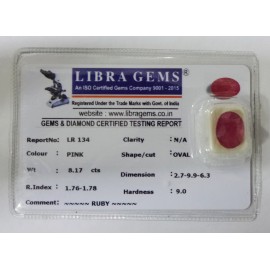 LIBRA GEMS®
An ISO Certified Gems Company 9001 - 2015
Registered Under the Trade Marks with Govt. of India
website : www.libragems.co.in
GEMS & DIAMOND CERTIFIED TESTING REPORT
ReportNo: LR 134 Clarity: N/A
Colour : PINK Shape/cut: OVAL
Wt : 8.17 cts Dimension : 2.7-9.9-6.3
R.Index : 1.76-1.78 Hardness : 9.0
Comment : ~~~~~ RUBY ~~~~~